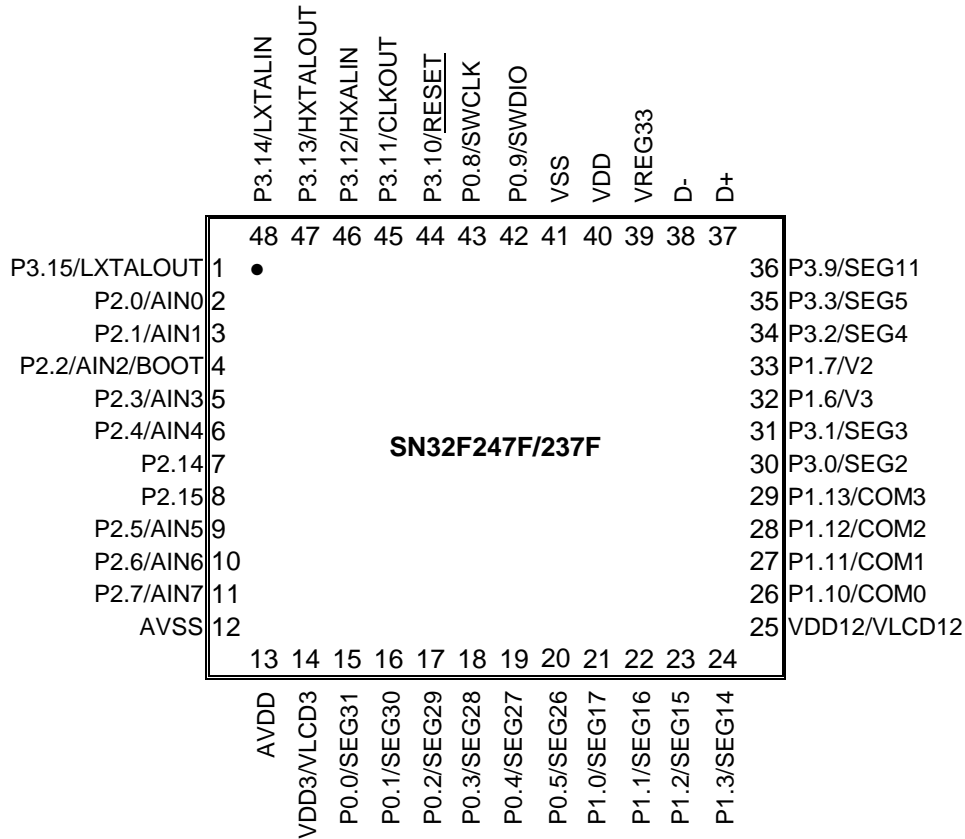 P3.14/LXTALIN
P3.13/HXTALOUT
P3.12/HXALIN
P3.11/CLKOUT
P3.10/RESET
P0.8/SWCLK
P0.9/SWDIO
VSS
VDD
VREG33
D-
D+
48 47 46 45 44 43 42 41 40 39 38 37
P3.15/LXTALOUT 1
P2.0/AIN0 2
P2.1/AIN1 3
P2.2/AIN2/BOOT 4
P2.3/AIN3 5
P2.4/AIN4 6
P2.14 7
P2.15 8
P2.5/AIN5 9
P2.6/AIN6 10
P2.7/AIN7 11
AVSS 12
SN32F247F/237F
36 P3.9/SEG11
35 P3.3/SEG5
34 P3.2/SEG4
33 P1.7/V2
32 P1.6/V3
31 P3.1/SEG3
30 P3.0/SEG2
29 P1.13/COM3
28 P1.12/COM2
27 P1.11/COM1
26 P1.10/COM0
25 VDD12/VLCD12
13 14 15 16 17 18 19 20 21 22 23 24
AVDD
VDD3/VLCD3
P0.0/SEG31
P0.1/SEG30
P0.2/SEG29
P0.3/SEG28
P0.4/SEG27
P0.5/SEG26
P1.0/SEG17
P1.1/SEG16
P1.2/SEG15
P1.3/SEG14